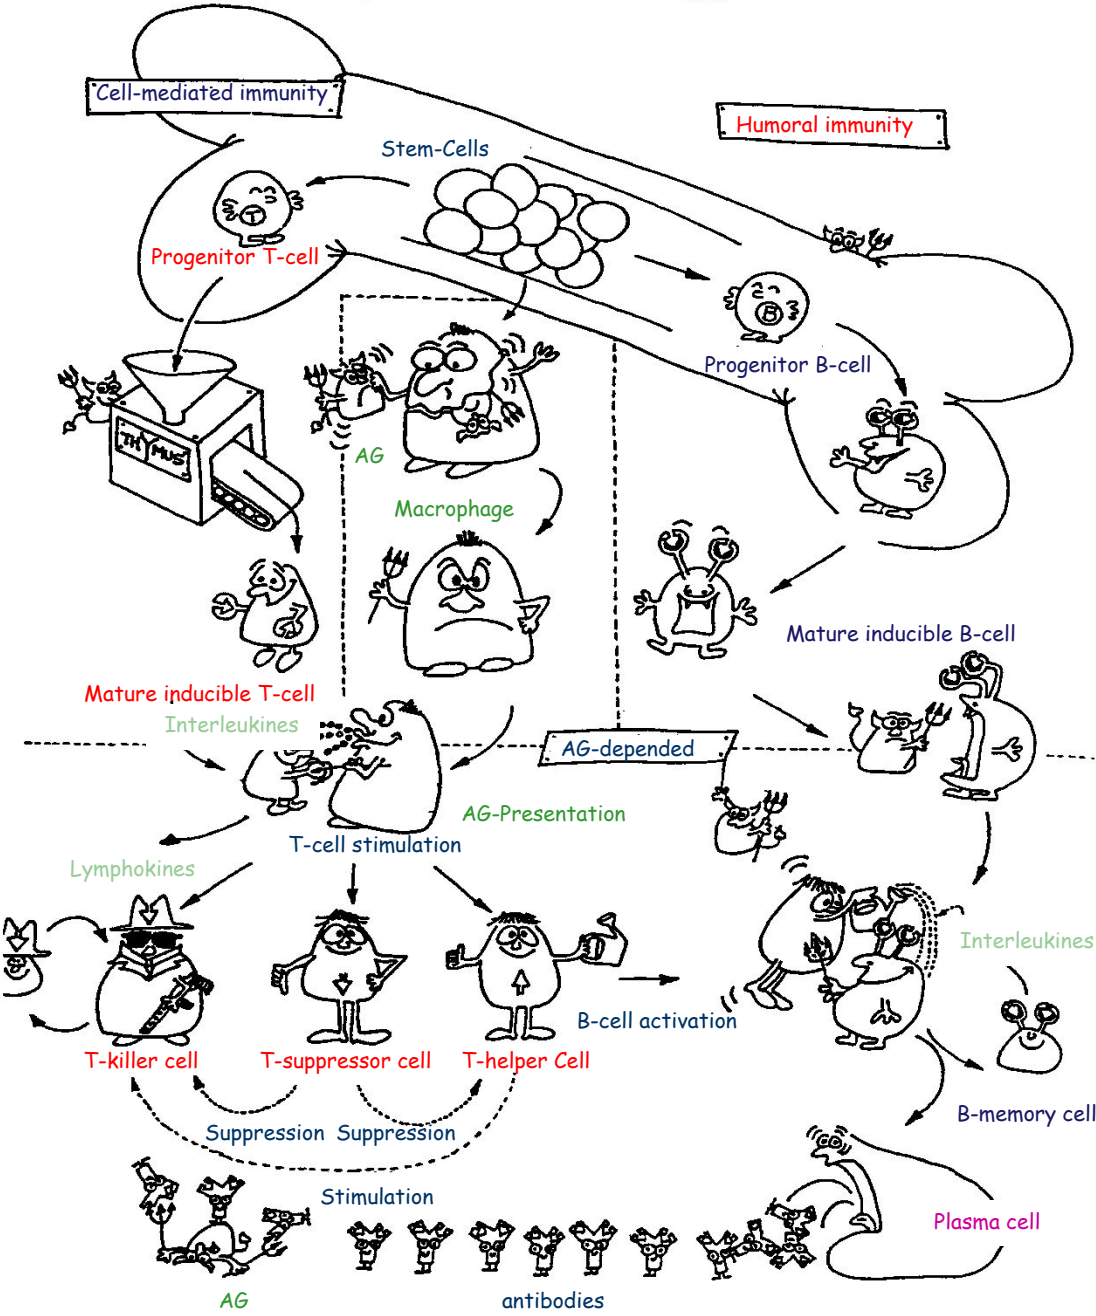 Cell-mediated immunity
Humoral immunity
Stem-Cells
T
Progenitor T-cell
B
Progenitor B-cell
THYMUS
AG
Macrophage
Mature inducible B-cell
Mature inducible T-cell
Interleukines
AG-depended
AG-Presentation
T-cell stimulation
Lymphokines
Interleukines
B-cell activation
T-killer cell
T-suppressor cell
T-helper Cell
B-memory cell
Suppression Suppression
Stimulation
Plasma cell
AG
antibodies